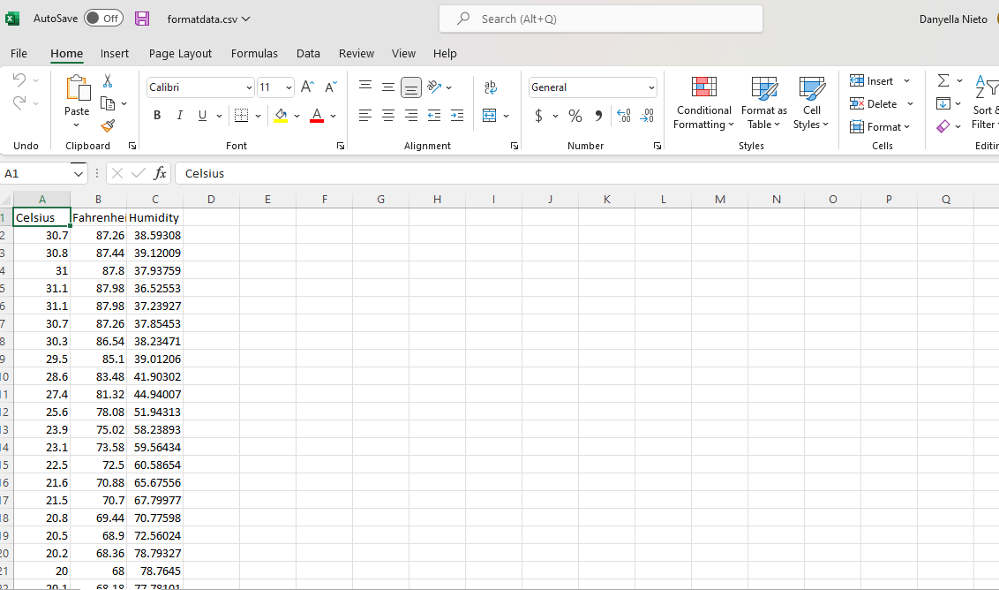 AutoSave Off formatdata.csv Search (Alt+Q) Danyella Nieto
File Home Insert Page Layout Formulas Data Review View Help
Calibri 11 A A ab General Insert Σ A
Paste B I U A $ % Conditional Formatting Format as Table Cell Styles Delete Sort &
Format Filter
Undo Clipboard Font Alignment Number Styles Cells
A1 fx Celsius
A B C D E F G H I J K L M N O P Q
1 Celsius Fahrenhei Humidity
2 30.7 87.26 38.59308
3 30.8 87.44 39.12009
4 31 87.8 37.93759
5 31.1 87.98 36.52553
6 31.1 87.98 37.23927
7 30.7 87.26 37.85453
8 30.3 86.54 38.23471
9 29.5 85.1 39.01206
10 28.6 83.48 41.90302
11 27.4 81.32 44.94007
12 25.6 78.08 51.94313
13 23.9 75.02 58.23893
14 23.1 73.58 59.56434
15 22.5 72.5 60.58654
16 21.6 70.88 65.67556
17 21.5 70.7 67.79977
18 20.8 69.44 70.77598
19 20.5 68.9 72.56024
20 20.2 68.36 78.79327
21 20 68 78.7645
22 20.1 68.18 77.78101